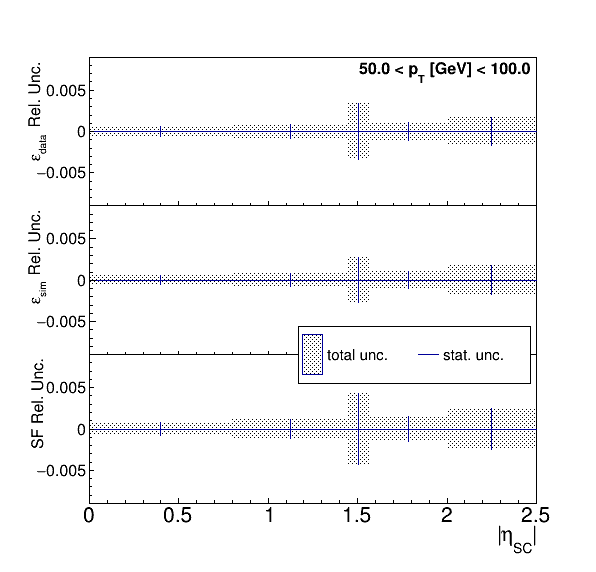 50.0 < p_T [GeV] < 100.0
ε_data Rel. Unc.
0.005
0
−0.005
ε_sim Rel. Unc.
0.005
0
−0.005
total unc. stat. unc.
SF Rel. Unc.
0.005
0
−0.005
0 0.5 1 1.5 2 2.5
|η_SC|